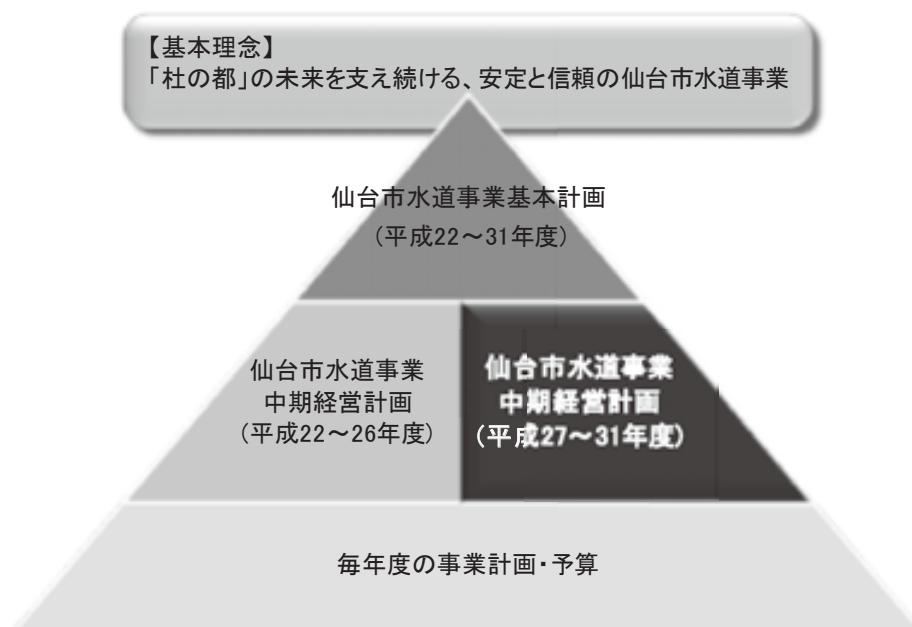 【基本理念】
「杜の都」の未来を支え続ける、安定と信頼の仙台市水道事業
仙台市水道事業基本計画
（平成22～31年度）
仙台市水道事業
中期経営計画
（平成22～26年度）
仙台市水道事業
中期経営計画
（平成27～31年度）
毎年度の事業計画・予算